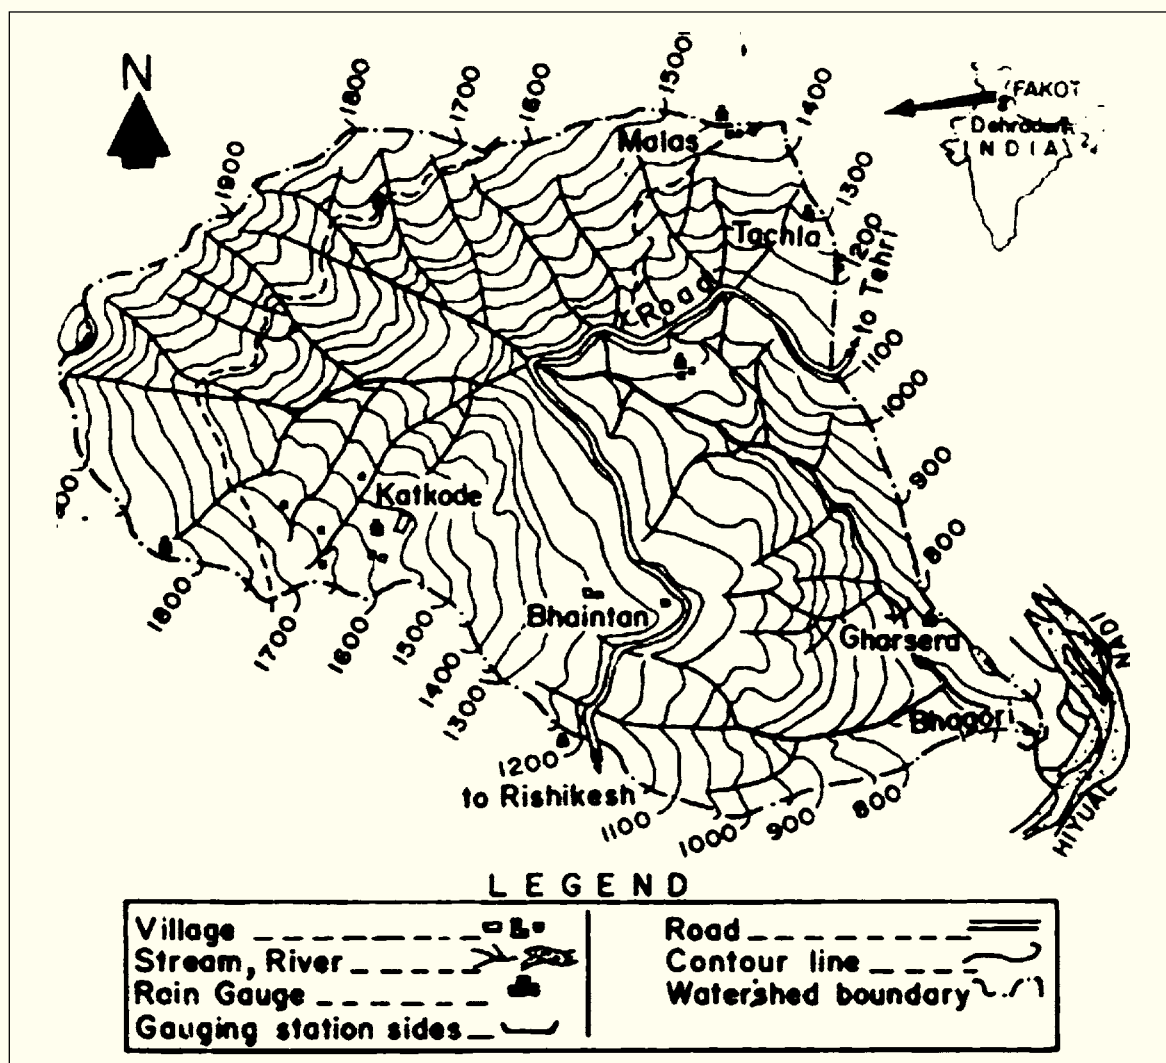 N
1800
1700
1600
1500
1400
FAKOT
Dehradun
INDIA
Malas
1900
1300
Tachla
1200
to Tehri
Road
1100
1000
900
Katkode
800
1800
1700
1600
1500
1400
1300
Bhaintan
Gharsera
Bhagori
NADI
HIYUAL
1200
to Rishikesh
1100
1000
900
800
LEGEND
Village
Stream, River
Rain Gauge
Gauging station sides
Road
Contour line
Watershed boundary